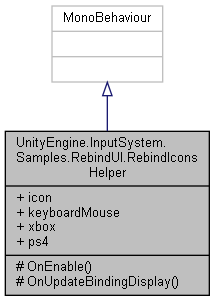 MonoBehaviour
UnityEngine.InputSystem.
Samples.RebindUI.RebindIcons
Helper
+ icon
+ keyboardMouse
+ xbox
+ ps4
# OnEnable()
# OnUpdateBindingDisplay()